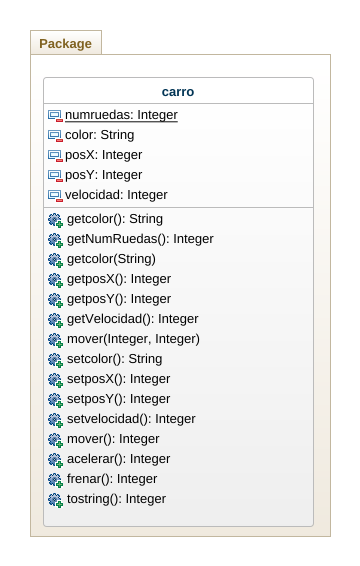 Package
carro
numruedas: Integer
color: String
posX: Integer
posY: Integer
velocidad: Integer
getcolor(): String
getNumRuedas(): Integer
getcolor(String)
getposX(): Integer
getposY(): Integer
getVelocidad(): Integer
mover(Integer, Integer)
setcolor(): String
setposX(): Integer
setposY(): Integer
setvelocidad(): Integer
mover(): Integer
acelerar(): Integer
frenar(): Integer
tostring(): Integer